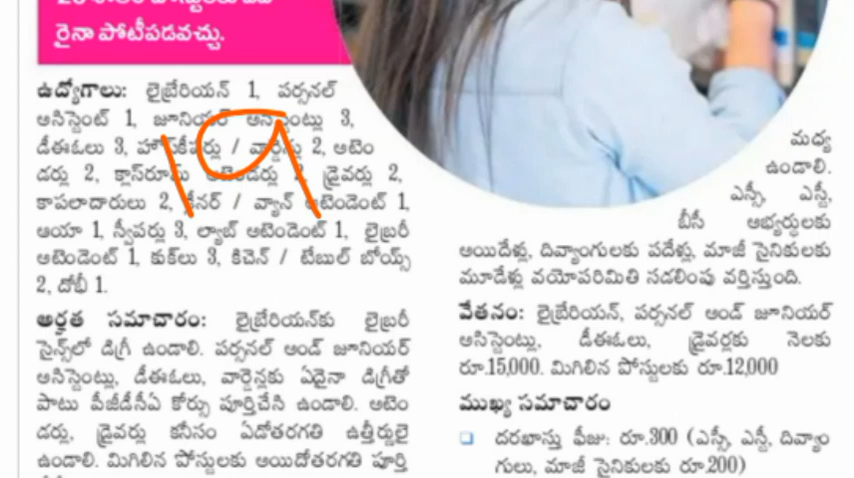 రైనా పోటీపడవచ్చు.
ఉద్యోగాలు: లైబ్రేరియన్ 1, పర్సనల్
అసిస్టెంట్ 1, జూనియర్ అసిస్టెంట్లు 3,
డీఈఓలు 3, హౌస్‌కీపర్లు / వార్డెన్లు 2, అటెం
డర్లు 2, క్లాస్‌రూమ్ అటెండర్లు 2, డ్రైవర్లు 2,
కాపలాదారులు 2, క్లీనర్ / వ్యాన్ అటెండెంట్ 1,
ఆయా 1, స్వీపర్లు 3, ల్యాబ్ అటెండెంట్ 1, లైబ్రరీ
అటెండెంట్ 1, కుక్‌లు 3, కిచెన్ / టేబుల్ బోయ్స్
2, దోభీ 1.
అర్హత సమాచారం: లైబ్రేరియన్‌కు లైబ్రరీ
సైన్స్‌లో డిగ్రీ ఉండాలి. పర్సనల్ అండ్ జూనియర్
అసిస్టెంట్లు, డీఈఓలు, వార్డెన్లకు ఏదైనా డిగ్రీతో
పాటు పీజీడీసీఏ కోర్సు పూర్తిచేసి ఉండాలి. అటెం
డర్లు, డ్రైవర్లు కనీసం ఏడోతరగతి ఉత్తీర్ణులై
ఉండాలి. మిగిలిన పోస్టులకు అయిదోతరగతి పూర్తి
మధ్య
ఉండాలి.
ఎస్సీ, ఎస్టీ,
బీసీ అభ్యర్థులకు
అయిదేళ్లు, దివ్యాంగులకు పదేళ్లు, మాజీ సైనికులకు
మూడేళ్లు వయోపరిమితి సడలింపు వర్తిస్తుంది.
వేతనం: లైబ్రేరియన్, పర్సనల్ అండ్ జూనియర్
అసిస్టెంట్లు, డీఈఓలు, డ్రైవర్లకు నెలకు
రూ.15,000. మిగిలిన పోస్టులకు రూ.12,000
ముఖ్య సమాచారం
దరఖాస్తు ఫీజు: రూ.300 (ఎస్సీ, ఎస్టీ, దివ్యాం
గులు, మాజీ సైనికులకు రూ.200)